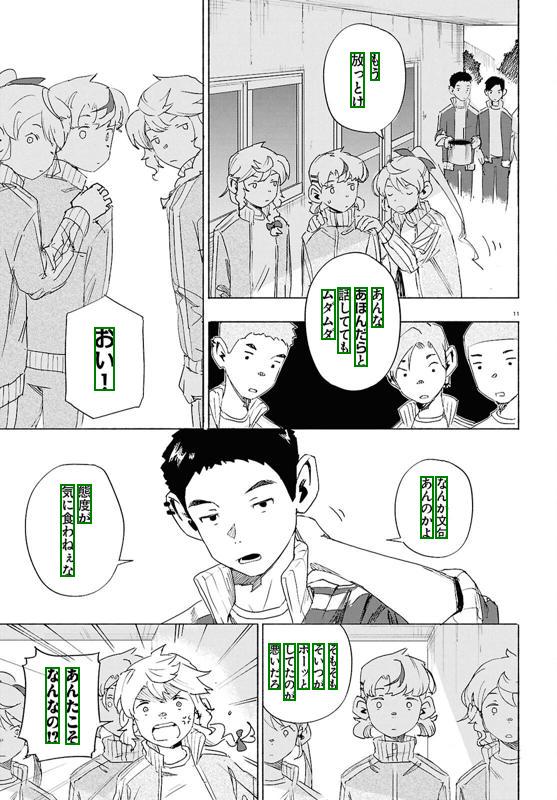 もう
放っとけ
あんな
あほんだらと
話してても
ムダムダ
11
おい！
なんか文句
あんのかよ
態度が
気に食わねぇな
そもそも
そいつが
ボーッと
してたのが
悪いだろ
あんたこそ
なんなの!?